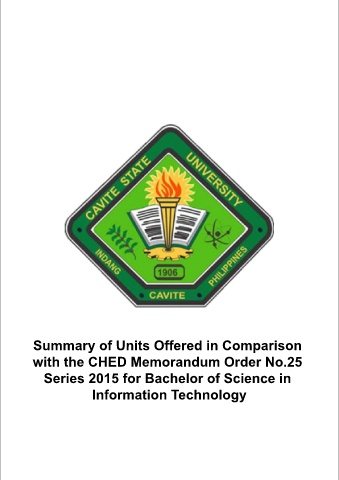 CAVITE STATE UNIVERSITY
INDANG
1906
PHILIPPINES
CAVITE
Summary of Units Offered in Comparison
with the CHED Memorandum Order No.25
Series 2015 for Bachelor of Science in
Information Technology